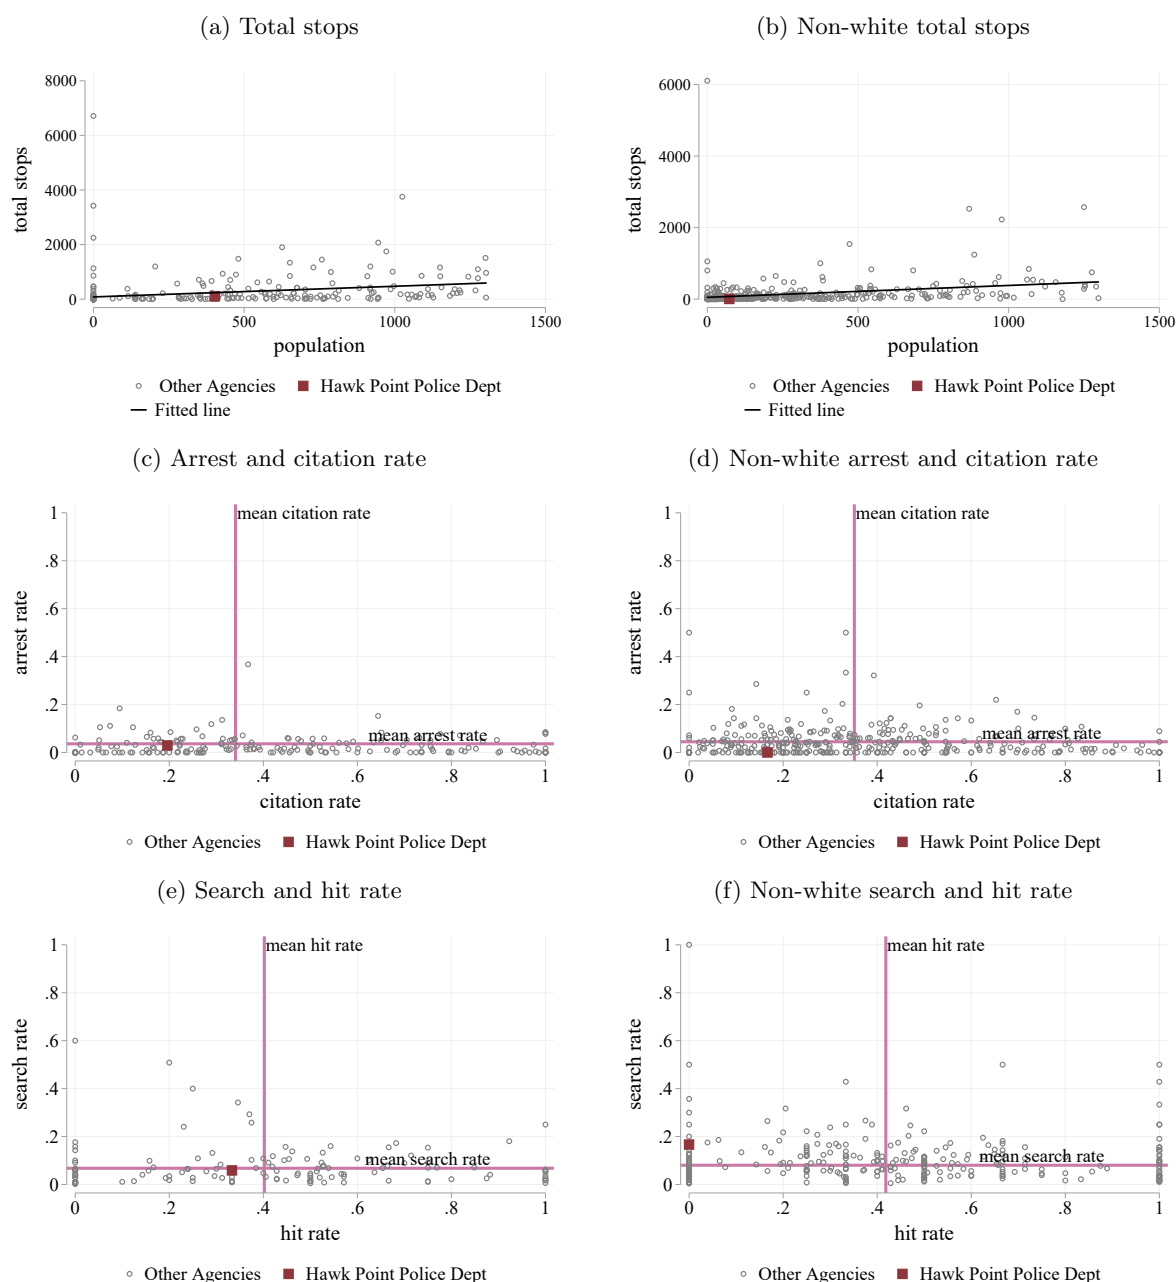 (a) Total stops
(b) Non-white total stops
8000
6000
4000
2000
0
total stops
0 500 1000 1500
population
Other Agencies Hawk Point Police Dept
Fitted line
6000
4000
2000
0
total stops
0 500 1000 1500
population
Other Agencies Hawk Point Police Dept
Fitted line
(c) Arrest and citation rate
(d) Non-white arrest and citation rate
1
.8
.6
.4
.2
0
arrest rate
mean citation rate
mean arrest rate
0 .2 .4 .6 .8 1
citation rate
Other Agencies Hawk Point Police Dept
1
.8
.6
.4
.2
0
arrest rate
mean citation rate
mean arrest rate
0 .2 .4 .6 .8 1
citation rate
Other Agencies Hawk Point Police Dept
(e) Search and hit rate
(f) Non-white search and hit rate
1
.8
.6
.4
.2
0
search rate
mean hit rate
mean search rate
0 .2 .4 .6 .8 1
hit rate
Other Agencies Hawk Point Police Dept
1
.8
.6
.4
.2
0
search rate
mean hit rate
mean search rate
0 .2 .4 .6 .8 1
hit rate
Other Agencies Hawk Point Police Dept